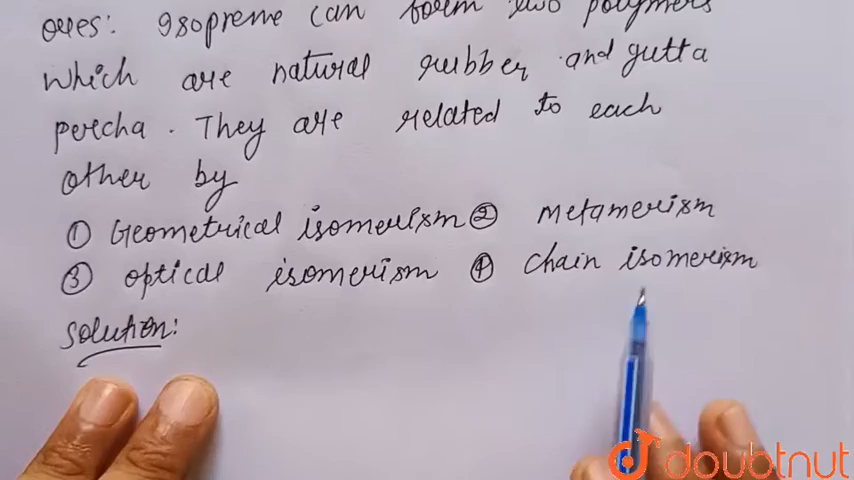 Ques: Isoprene can form two polymers
which are natural rubber and gutta
percha. They are related to each
other by
① Geometrical isomerism ② metamerism
③ optical isomerism ④ chain isomerism
solution:
doubtnut